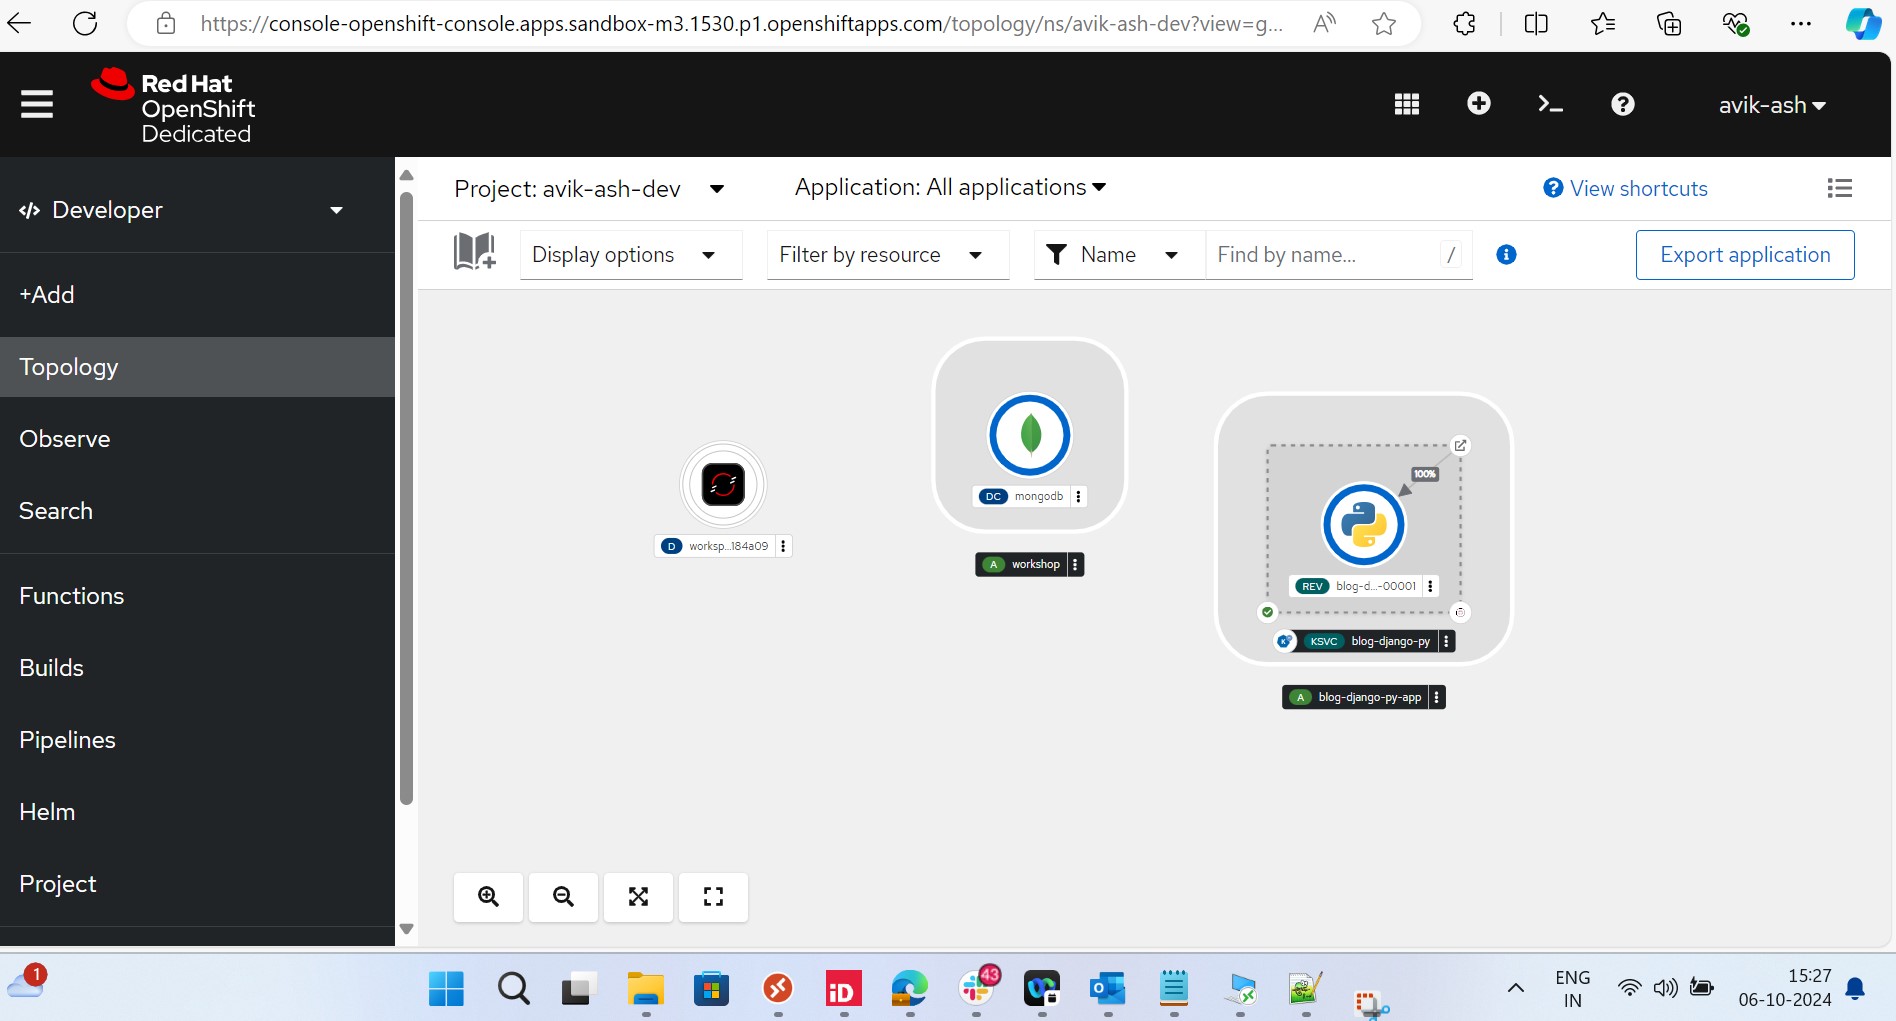 https://console-openshift-console.apps.sandbox-m3.1530.p1.openshiftapps.com/topology/ns/avik-ash-dev?view=g...
Red Hat
OpenShift
Dedicated
avik-ash
Developer
+Add
Topology
Observe
Search
Functions
Builds
Pipelines
Helm
Project
Project: avik-ash-dev
Application: All applications
View shortcuts
Display options
Filter by resource
Name
Find by name...
/
Export application
D worksp...184a09
DC mongodb
A workshop
100%
REV blog-d...-00001
KSVC blog-django-py
A blog-django-py-app
1
iD
43
ENG
IN
15:27
06-10-2024